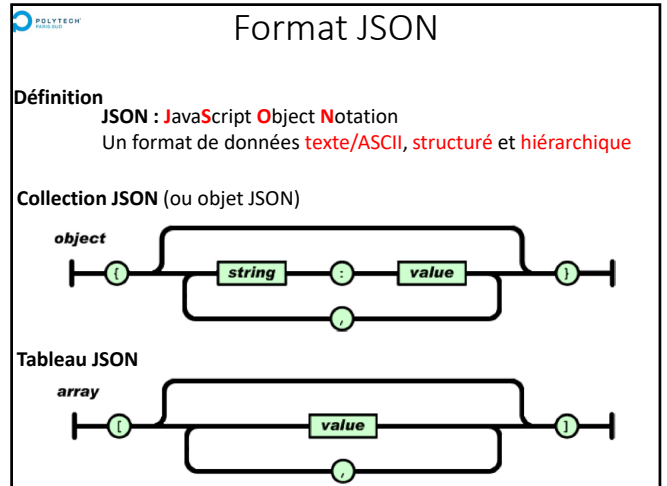 POLYTECH'
PARIS-SUD
Format JSON
Définition
JSON : JavaScript Object Notation
Un format de données texte/ASCII, structuré et hiérarchique
Collection JSON (ou objet JSON)
object
{ string : value }
,
Tableau JSON
array
[ value ]
,